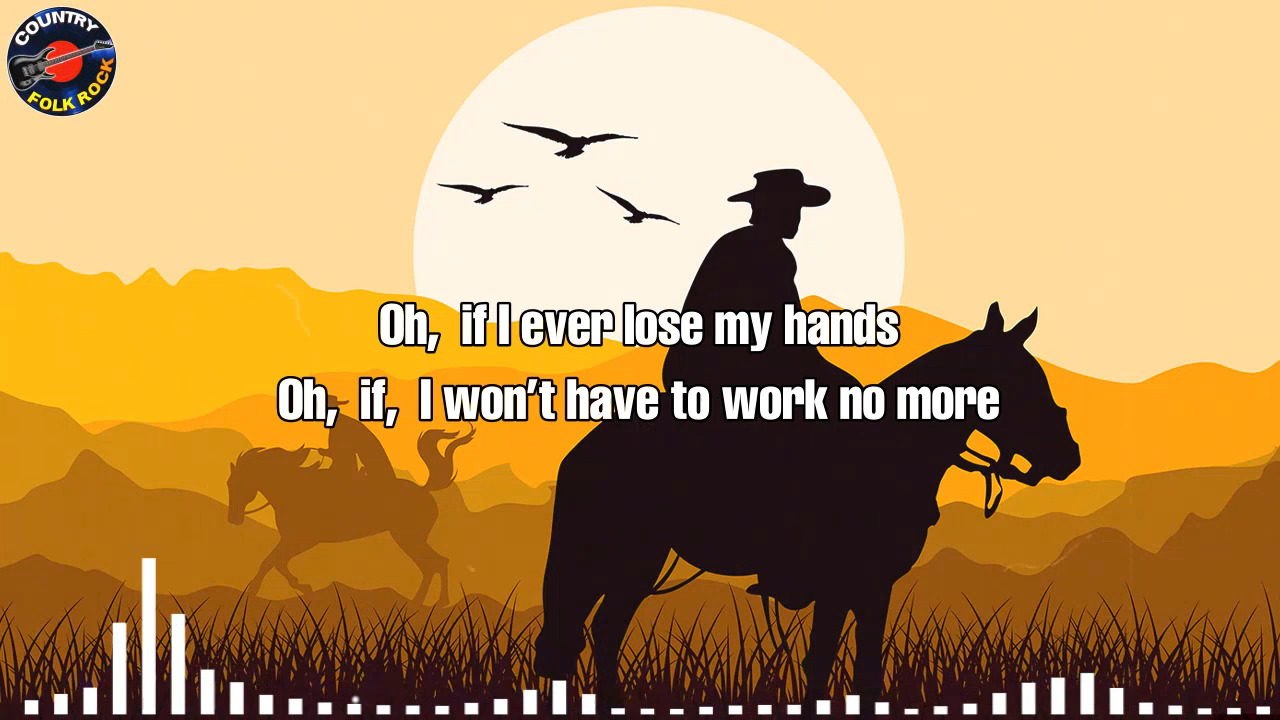 COUNTRY
FOLK ROCK
Oh, if I ever lose my hands
Oh, if, I won't have to work no more